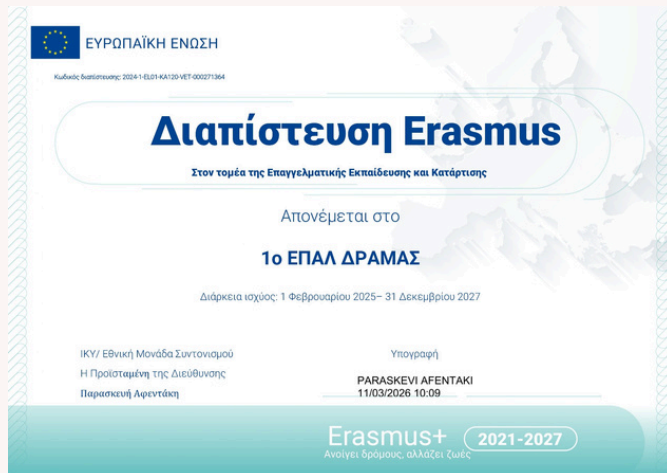 ΕΥΡΩΠΑΪΚΗ ΕΝΩΣΗ
Κωδικός διαπίστευσης: 2024-1-EL01-KA120-VET-000271364
Διαπίστευση Erasmus
Στον τομέα της Επαγγελματικής Εκπαίδευσης και Κατάρτισης
Απονέμεται στο
1ο ΕΠΑΛ ΔΡΑΜΑΣ
Διάρκεια ισχύος: 1 Φεβρουαρίου 2025– 31 Δεκεμβρίου 2027
ΙΚΥ/ Εθνική Μονάδα Συντονισμού
Η Προϊσταμένη της Διεύθυνσης
Παρασκευή Αφεντάκη
Υπογραφή
PARASKEVI AFENTAKI
11/03/2026 10:09
Erasmus+ 2021-2027
Ανοίγει δρόμους, αλλάζει ζωές